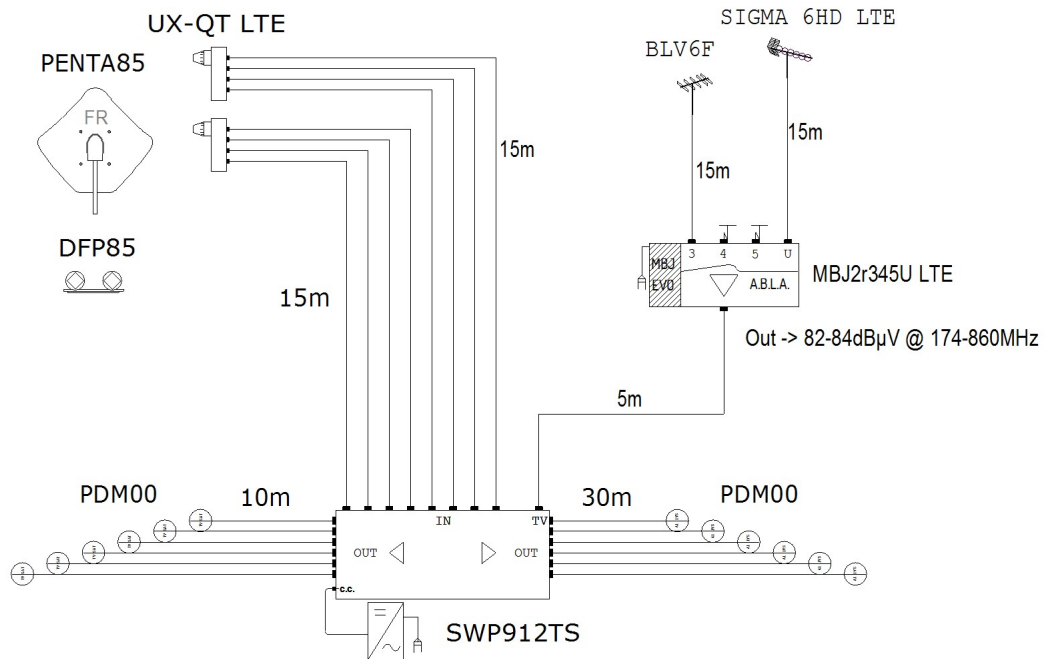 UX-QT LTE
SIGMA 6HD LTE
BLV6F
PENTA85
FR
15m
15m
15m
DFP85
3 4 5 U
MBJ
EVO
A.B.L.A.
MBJ2r345U LTE
15m
Out -> 82-84dBµV @ 174-860MHz
5m
PDM00
10m
30m
PDM00
IN
TV
OUT
OUT
c.c.
SWP912TS